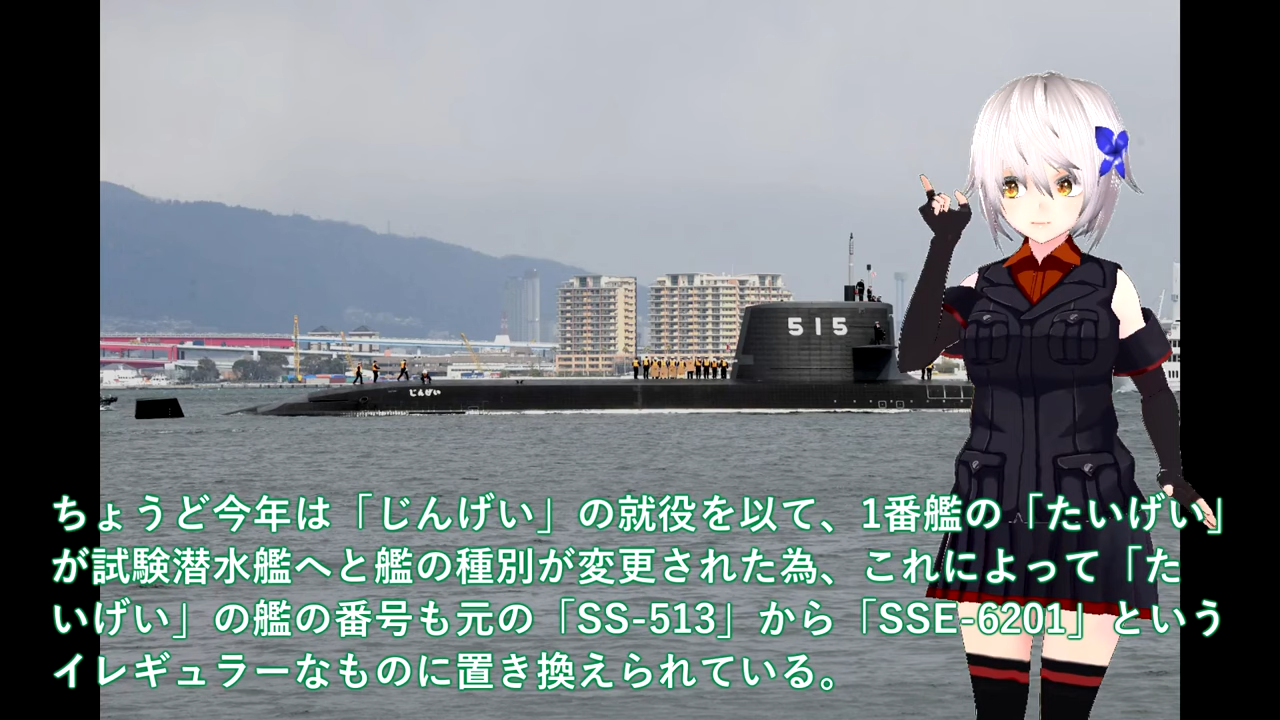 515
じんげい
ちょうど今年は「じんげい」の就役を以て、1番艦の「たいげい」
が試験潜水艦へと艦の種別が変更された為、これによって「た
いげい」の艦の番号も元の「SS-513」から「SSE-6201」という
イレギュラーなものに置き換えられている。